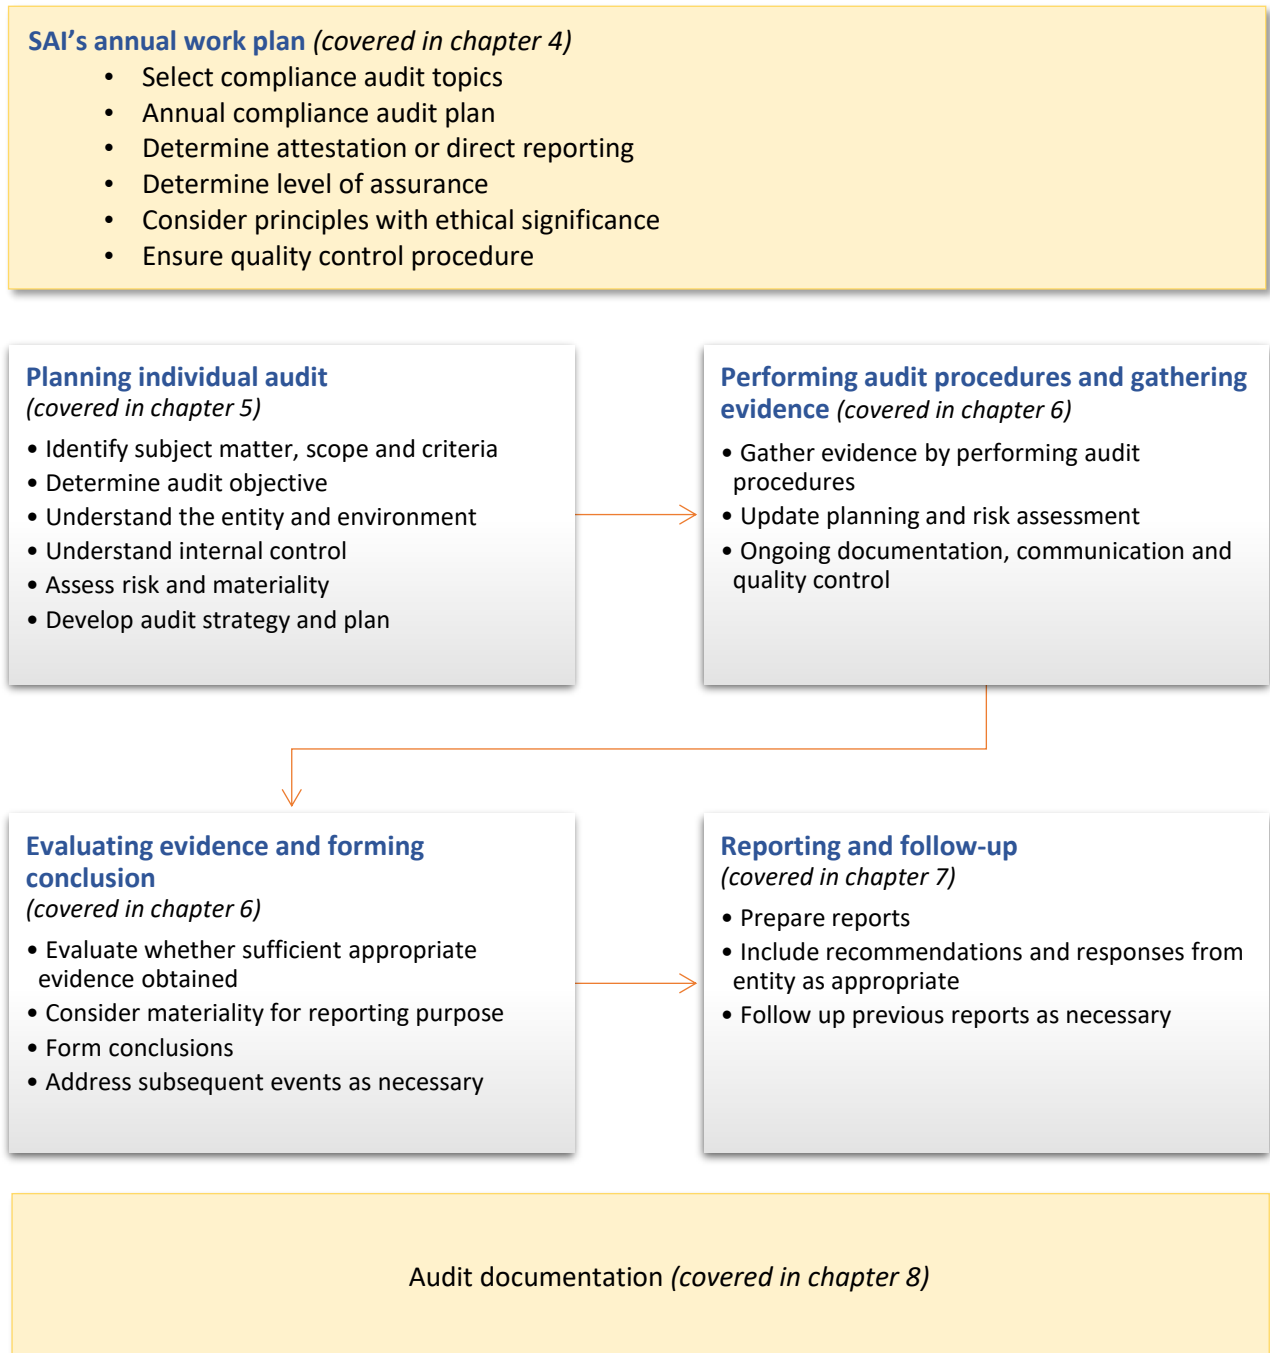 SAI’s annual work plan (covered in chapter 4)
• Select compliance audit topics
• Annual compliance audit plan
• Determine attestation or direct reporting
• Determine level of assurance
• Consider principles with ethical significance
• Ensure quality control procedure
Planning individual audit
(covered in chapter 5)
• Identify subject matter, scope and criteria
• Determine audit objective
• Understand the entity and environment
• Understand internal control
• Assess risk and materiality
• Develop audit strategy and plan
Performing audit procedures and gathering
evidence (covered in chapter 6)
• Gather evidence by performing audit
procedures
• Update planning and risk assessment
• Ongoing documentation, communication and
quality control
Evaluating evidence and forming
conclusion
(covered in chapter 6)
• Evaluate whether sufficient appropriate
evidence obtained
• Consider materiality for reporting purpose
• Form conclusions
• Address subsequent events as necessary
Reporting and follow-up
(covered in chapter 7)
• Prepare reports
• Include recommendations and responses from
entity as appropriate
• Follow up previous reports as necessary
Audit documentation (covered in chapter 8)